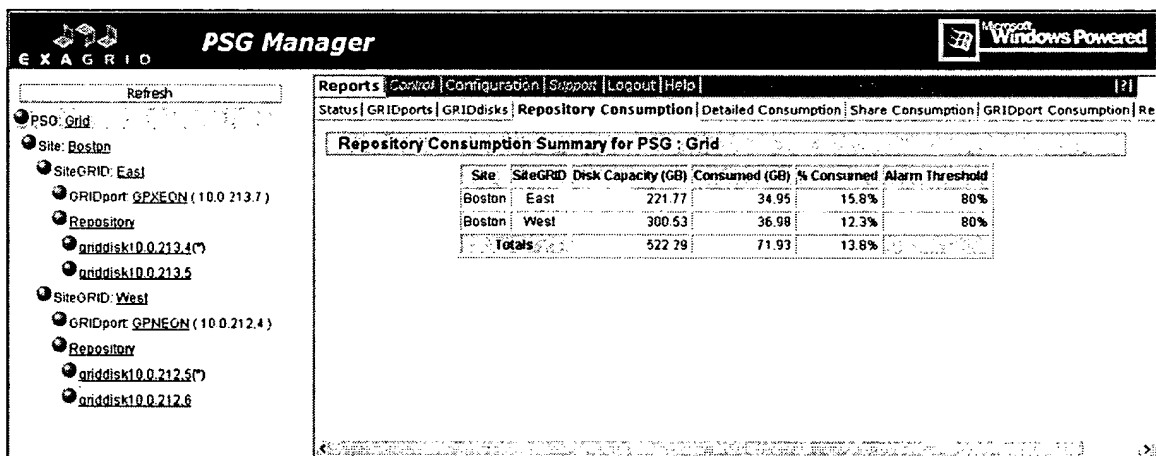 EXAGRID
PSG Manager
Microsoft
Windows Powered
Refresh
PSG: Grid
Site: Boston
SiteGRID: East
GRIDport: GPXEON ( 10.0.213.7 )
Repository
griddisk10.0.213.4(*)
griddisk10.0.213.5
SiteGRID: West
GRIDport: GPNEON ( 10.0.212.4 )
Repository
griddisk10.0.212.5(*)
griddisk10.0.212.6
Reports | Control | Configuration | Support | Logout | Help | |?|
Status | GRIDports | GRIDdisks | Repository Consumption | Detailed Consumption | Share Consumption | GRIDport Consumption | Re
Repository Consumption Summary for PSG : Grid
Site SiteGRID Disk Capacity (GB) Consumed (GB) % Consumed Alarm Threshold
Boston East 221.77 34.95 15.8% 80%
Boston West 300.53 36.98 12.3% 80%
Totals 522.29 71.93 13.8%